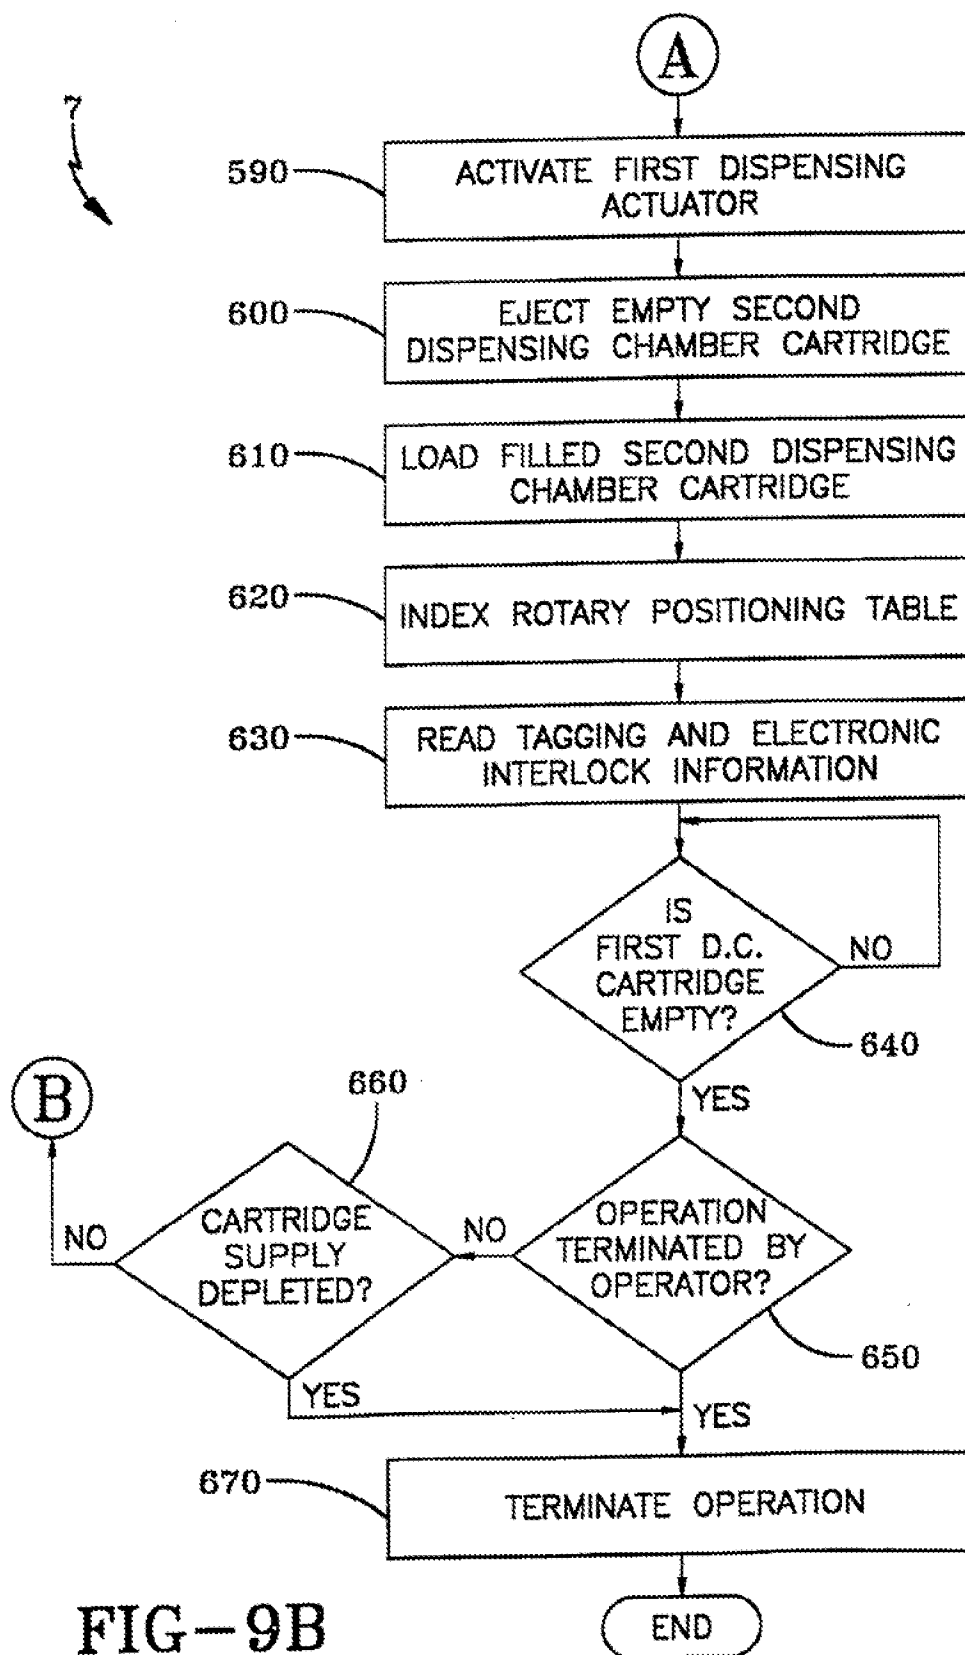 A
7
590
ACTIVATE FIRST DISPENSING
ACTUATOR
600
EJECT EMPTY SECOND
DISPENSING CHAMBER CARTRIDGE
610
LOAD FILLED SECOND DISPENSING
CHAMBER CARTRIDGE
620
INDEX ROTARY POSITIONING TABLE
630
READ TAGGING AND ELECTRONIC
INTERLOCK INFORMATION
IS
FIRST D.C.
CARTRIDGE
EMPTY?
NO
640
YES
B
660
OPERATION
TERMINATED BY
OPERATOR?
NO
650
CARTRIDGE
SUPPLY
DEPLETED?
NO
YES
YES
670
TERMINATE OPERATION
END
FIG-9B